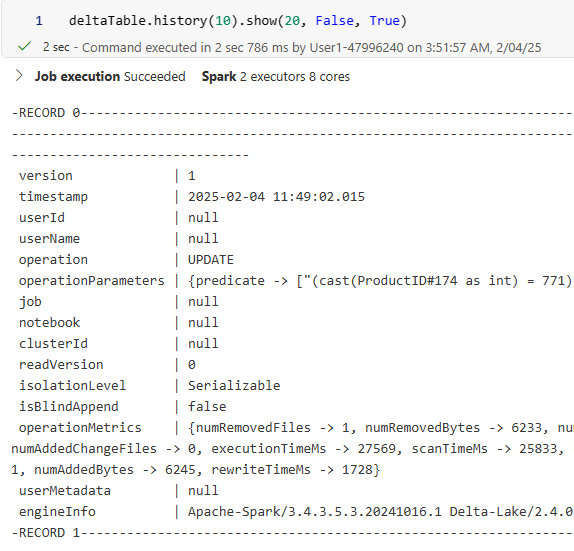 1 deltaTable.history(10).show(20, False, True)
2 sec - Command executed in 2 sec 786 ms by User1-47996240 on 3:51:57 AM, 2/04/25
Job execution Succeeded Spark 2 executors 8 cores
-RECORD 0------------------------------------------------------------------
---------------------------------------------------------------------------
--------------------------------
version | 1
timestamp | 2025-02-04 11:49:02.015
userId | null
userName | null
operation | UPDATE
operationParameters | {predicate -> ["(cast(ProductID#174 as int) = 771)
job | null
notebook | null
clusterId | null
readVersion | 0
isolationLevel | Serializable
isBlindAppend | false
operationMetrics | {numRemovedFiles -> 1, numRemovedBytes -> 6233, nu
numAddedChangeFiles -> 0, executionTimeMs -> 27569, scanTimeMs -> 25833,
1, numAddedBytes -> 6245, rewriteTimeMs -> 1728}
userMetadata | null
engineInfo | Apache-Spark/3.4.3.5.3.20241016.1 Delta-Lake/2.4.0
-RECORD 1------------------------------------------------------------------